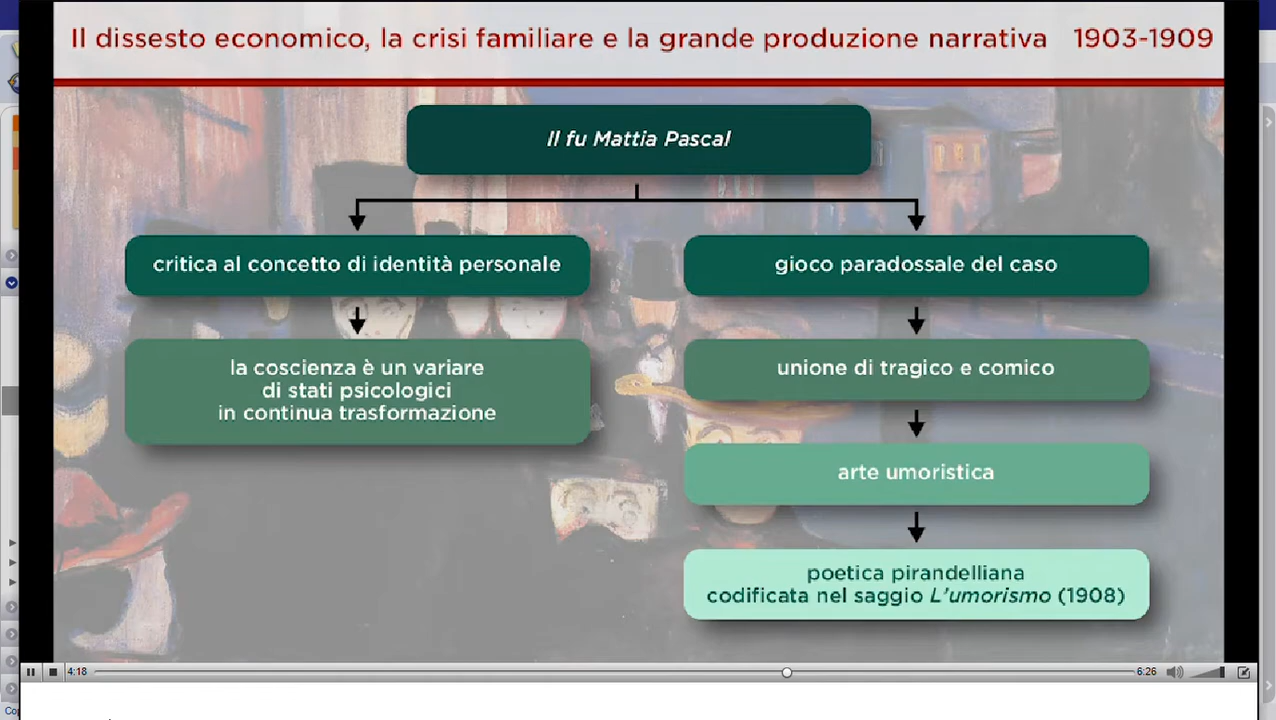 Il dissesto economico, la crisi familiare e la grande produzione narrativa 1903-1909
Il fu Mattia Pascal
critica al concetto di identità personale
gioco paradossale del caso
la coscienza è un variare
di stati psicologici
in continua trasformazione
unione di tragico e comico
arte umoristica
poetica pirandelliana
codificata nel saggio L'umorismo (1908)
4:18
6:26